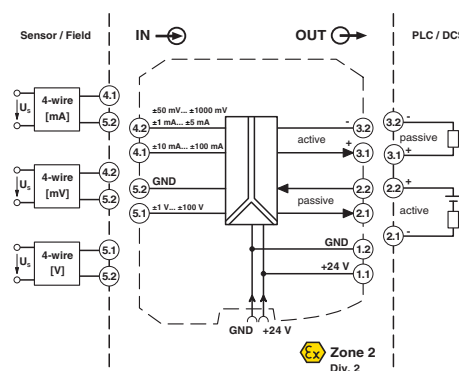 Sensor / Field
IN
OUT
PLC / DCS
4-wire
[mA]
Us
4.1
5.2
4-wire
[mV]
Us
4.2
5.2
4-wire
[V]
Us
5.1
5.2
±50 mV... ±1000 mV
4.2
±1 mA... ±5 mA
4.1
±10 mA... ±100 mA
5.2
GND
5.1
±1 V... ±100 V
-
3.2
active
+
3.1
2.2
passive
2.1
GND
1.2
+24 V
1.1
GND +24 V
3.2
-
passive
3.1
+
2.2
+
active
2.1
-
Ex
Zone 2
Div. 2